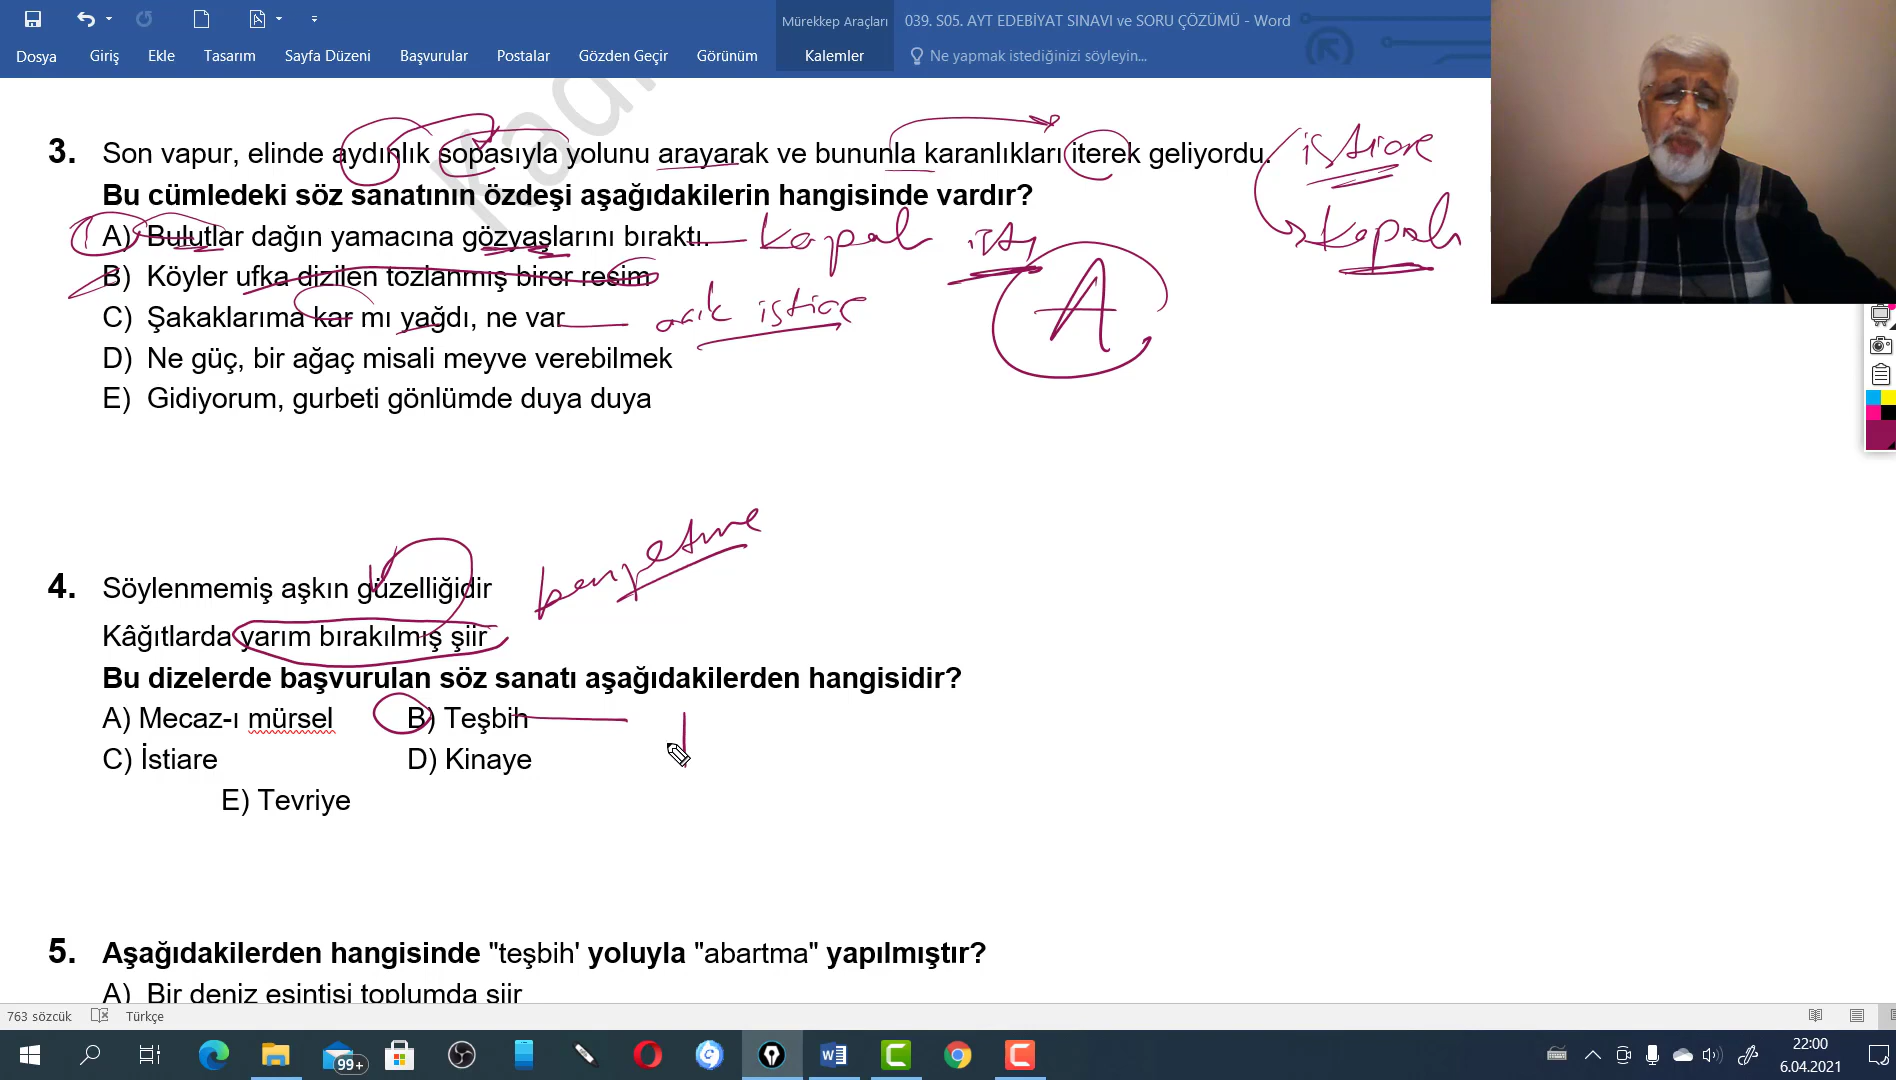 Mürekkep Araçları
039. S05. AYT EDEBİYAT SINAVI ve SORU ÇÖZÜMÜ - Word
Dosya Giriş Ekle Tasarım Sayfa Düzeni Başvurular Postalar Gözden Geçir Görünüm Kalemler Ne yapmak istediğinizi söyleyin...
3. Son vapur, elinde aydınlık sopasıyla yolunu arayarak ve bununla karanlıkları iterek geliyordu. istiare
Bu cümledeki söz sanatının özdeşi aşağıdakilerin hangisinde vardır?
kapalı
A) Bulutlar dağın yamacına gözyaşlarını bıraktı. kapalı ist,
B) Köyler ufka dizilen tozlanmış birer resim
A
C) Şakaklarıma kar mı yağdı, ne var açık istiare
D) Ne güç, bir ağaç misali meyve verebilmek
E) Gidiyorum, gurbeti gönlümde duya duya
benzetme
4. Söylenmemiş aşkın güzelliğidir
Kâğıtlarda yarım bırakılmış şiir
Bu dizelerde başvurulan söz sanatı aşağıdakilerden hangisidir?
A) Mecaz-ı mürsel B) Teşbih
C) İstiare D) Kinaye
E) Tevriye
5. Aşağıdakilerden hangisinde "teşbih' yoluyla "abartma" yapılmıştır?
A) Bir deniz esintisi toplumda şiir
763 sözcük Türkçe
99+
22:00
6.04.2021